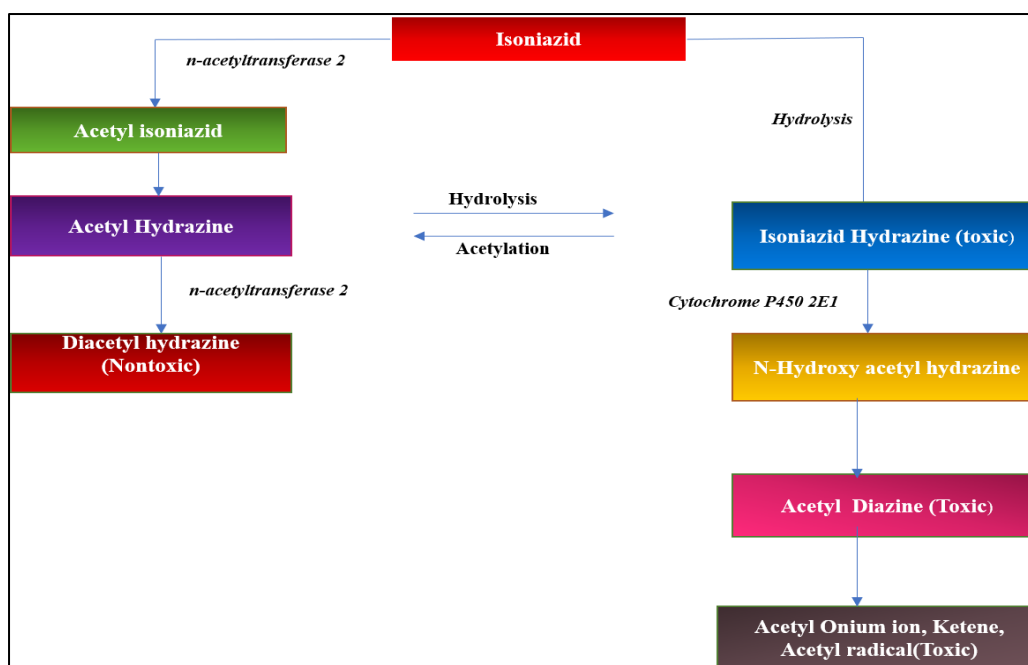 Isoniazid
n-acetyltransferase 2
Acetyl isoniazid
Hydrolysis
Acetyl Hydrazine
Hydrolysis
Acetylation
Isoniazid Hydrazine (toxic)
n-acetyltransferase 2
Cytochrome P450 2E1
Diacetyl hydrazine
(Nontoxic)
N-Hydroxy acetyl hydrazine
Acetyl Diazine (Toxic)
Acetyl Onium ion, Ketene,
Acetyl radical(Toxic)